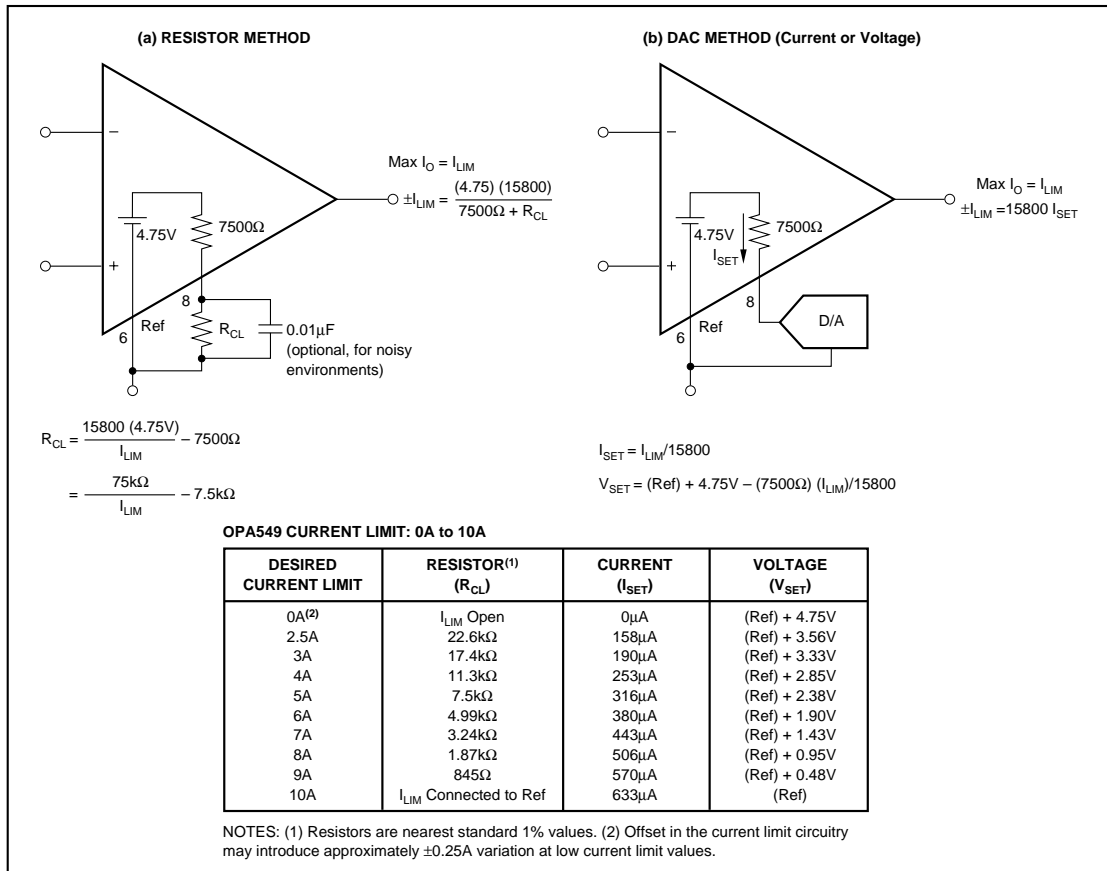 (a) RESISTOR METHOD
−
+
4.75V
7500Ω
8
6
Ref
R_CL
0.01µF
(optional, for noisy
environments)
Max I_O = I_LIM
±I_LIM = (4.75) (15800) / 7500Ω + R_CL
R_CL = 15800 (4.75V) / I_LIM − 7500Ω
= 75kΩ / I_LIM − 7.5kΩ
(b) DAC METHOD (Current or Voltage)
−
+
4.75V
7500Ω
I_SET
8
6
Ref
D/A
Max I_O = I_LIM
±I_LIM =15800 I_SET
I_SET = I_LIM/15800
V_SET = (Ref) + 4.75V − (7500Ω) (I_LIM)/15800
OPA549 CURRENT LIMIT: 0A to 10A
DESIRED CURRENT LIMIT RESISTOR(1) (R_CL) CURRENT (I_SET) VOLTAGE (V_SET)
0A(2) I_LIM Open 0µA (Ref) + 4.75V
2.5A 22.6kΩ 158µA (Ref) + 3.56V
3A 17.4kΩ 190µA (Ref) + 3.33V
4A 11.3kΩ 253µA (Ref) + 2.85V
5A 7.5kΩ 316µA (Ref) + 2.38V
6A 4.99kΩ 380µA (Ref) + 1.90V
7A 3.24kΩ 443µA (Ref) + 1.43V
8A 1.87kΩ 506µA (Ref) + 0.95V
9A 845Ω 570µA (Ref) + 0.48V
10A I_LIM Connected to Ref 633µA (Ref)
NOTES: (1) Resistors are nearest standard 1% values. (2) Offset in the current limit circuitry
may introduce approximately ±0.25A variation at low current limit values.